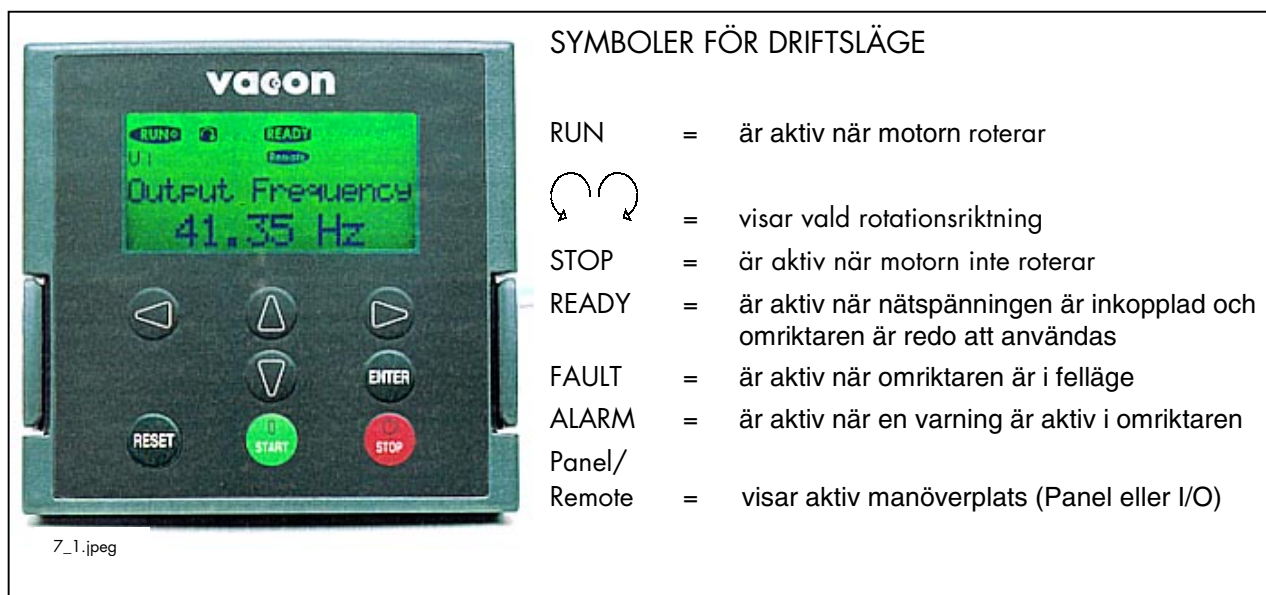 vacon
RUN READY
V1 Remote
Output Frequency
41.35 Hz
ENTER
RESET START STOP
7_1.jpeg
SYMBOLER FÖR DRIFTSLÄGE
RUN = är aktiv när motorn roterar
= visar vald rotationsriktning
STOP = är aktiv när motorn inte roterar
READY = är aktiv när nätspänningen är inkopplad och
omriktaren är redo att användas
FAULT = är aktiv när omriktaren är i felläge
ALARM = är aktiv när en varning är aktiv i omriktaren
Panel/
Remote = visar aktiv manöverplats (Panel eller I/O)